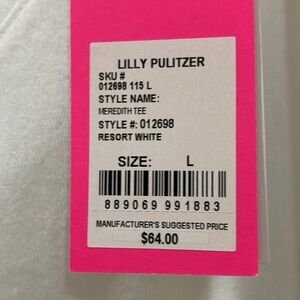 LILLY PULITZER
SKU #
012698 115 L
STYLE NAME:
MEREDITH TEE
STYLE #: 012698
RESORT WHITE
SIZE: L
889069 991883
MANUFACTURER'S SUGGESTED PRICE
$64.00